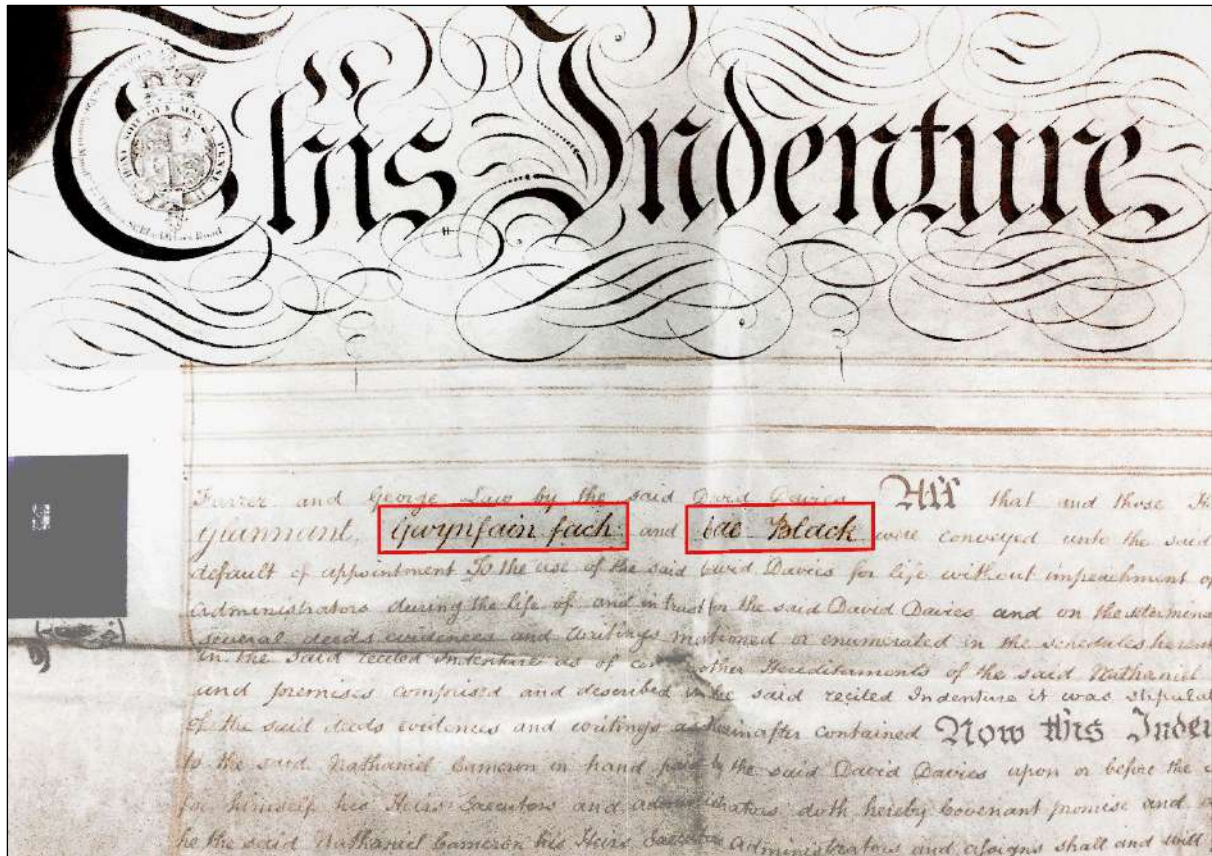 This Indenture
Farrer and George Law by the said David Davies All that and those H
Glannant, Gwynfain fach and Cae Black were conveyed unto the said
default of appointment To the use of the said David Davies for life without impeachment of
Administrators during the life of and in trust for the said David Davies and on the determina
several deeds evidences and writings mentioned or enumerated in the schedules hereun
in the said recited Indenture as of other Hereditaments of the said Nathaniel
and premises comprised and described in the said recited Indenture it was stipulat
of the said deeds evidences and writings as hereinafter contained Now this Inden
to the said Nathaniel Cameron in hand paid by the said David Davies upon or before the
for himself his Heirs Executors and Administrators doth hereby Covenant promise and
he the said Nathaniel Cameron his Heirs Executors Administrators and assigns shall and will